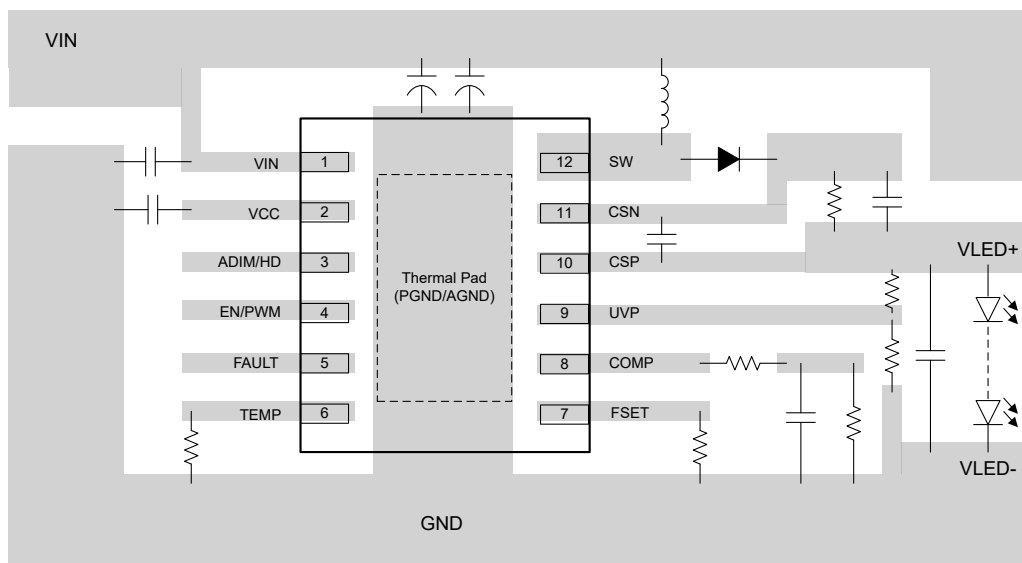 VIN
VIN 1
VCC 2
ADIM/HD 3
EN/PWM 4
FAULT 5
TEMP 6
Thermal Pad
(PGND/AGND)
12 SW
11 CSN
10 CSP
9 UVP
8 COMP
7 FSET
VLED+
VLED-
GND